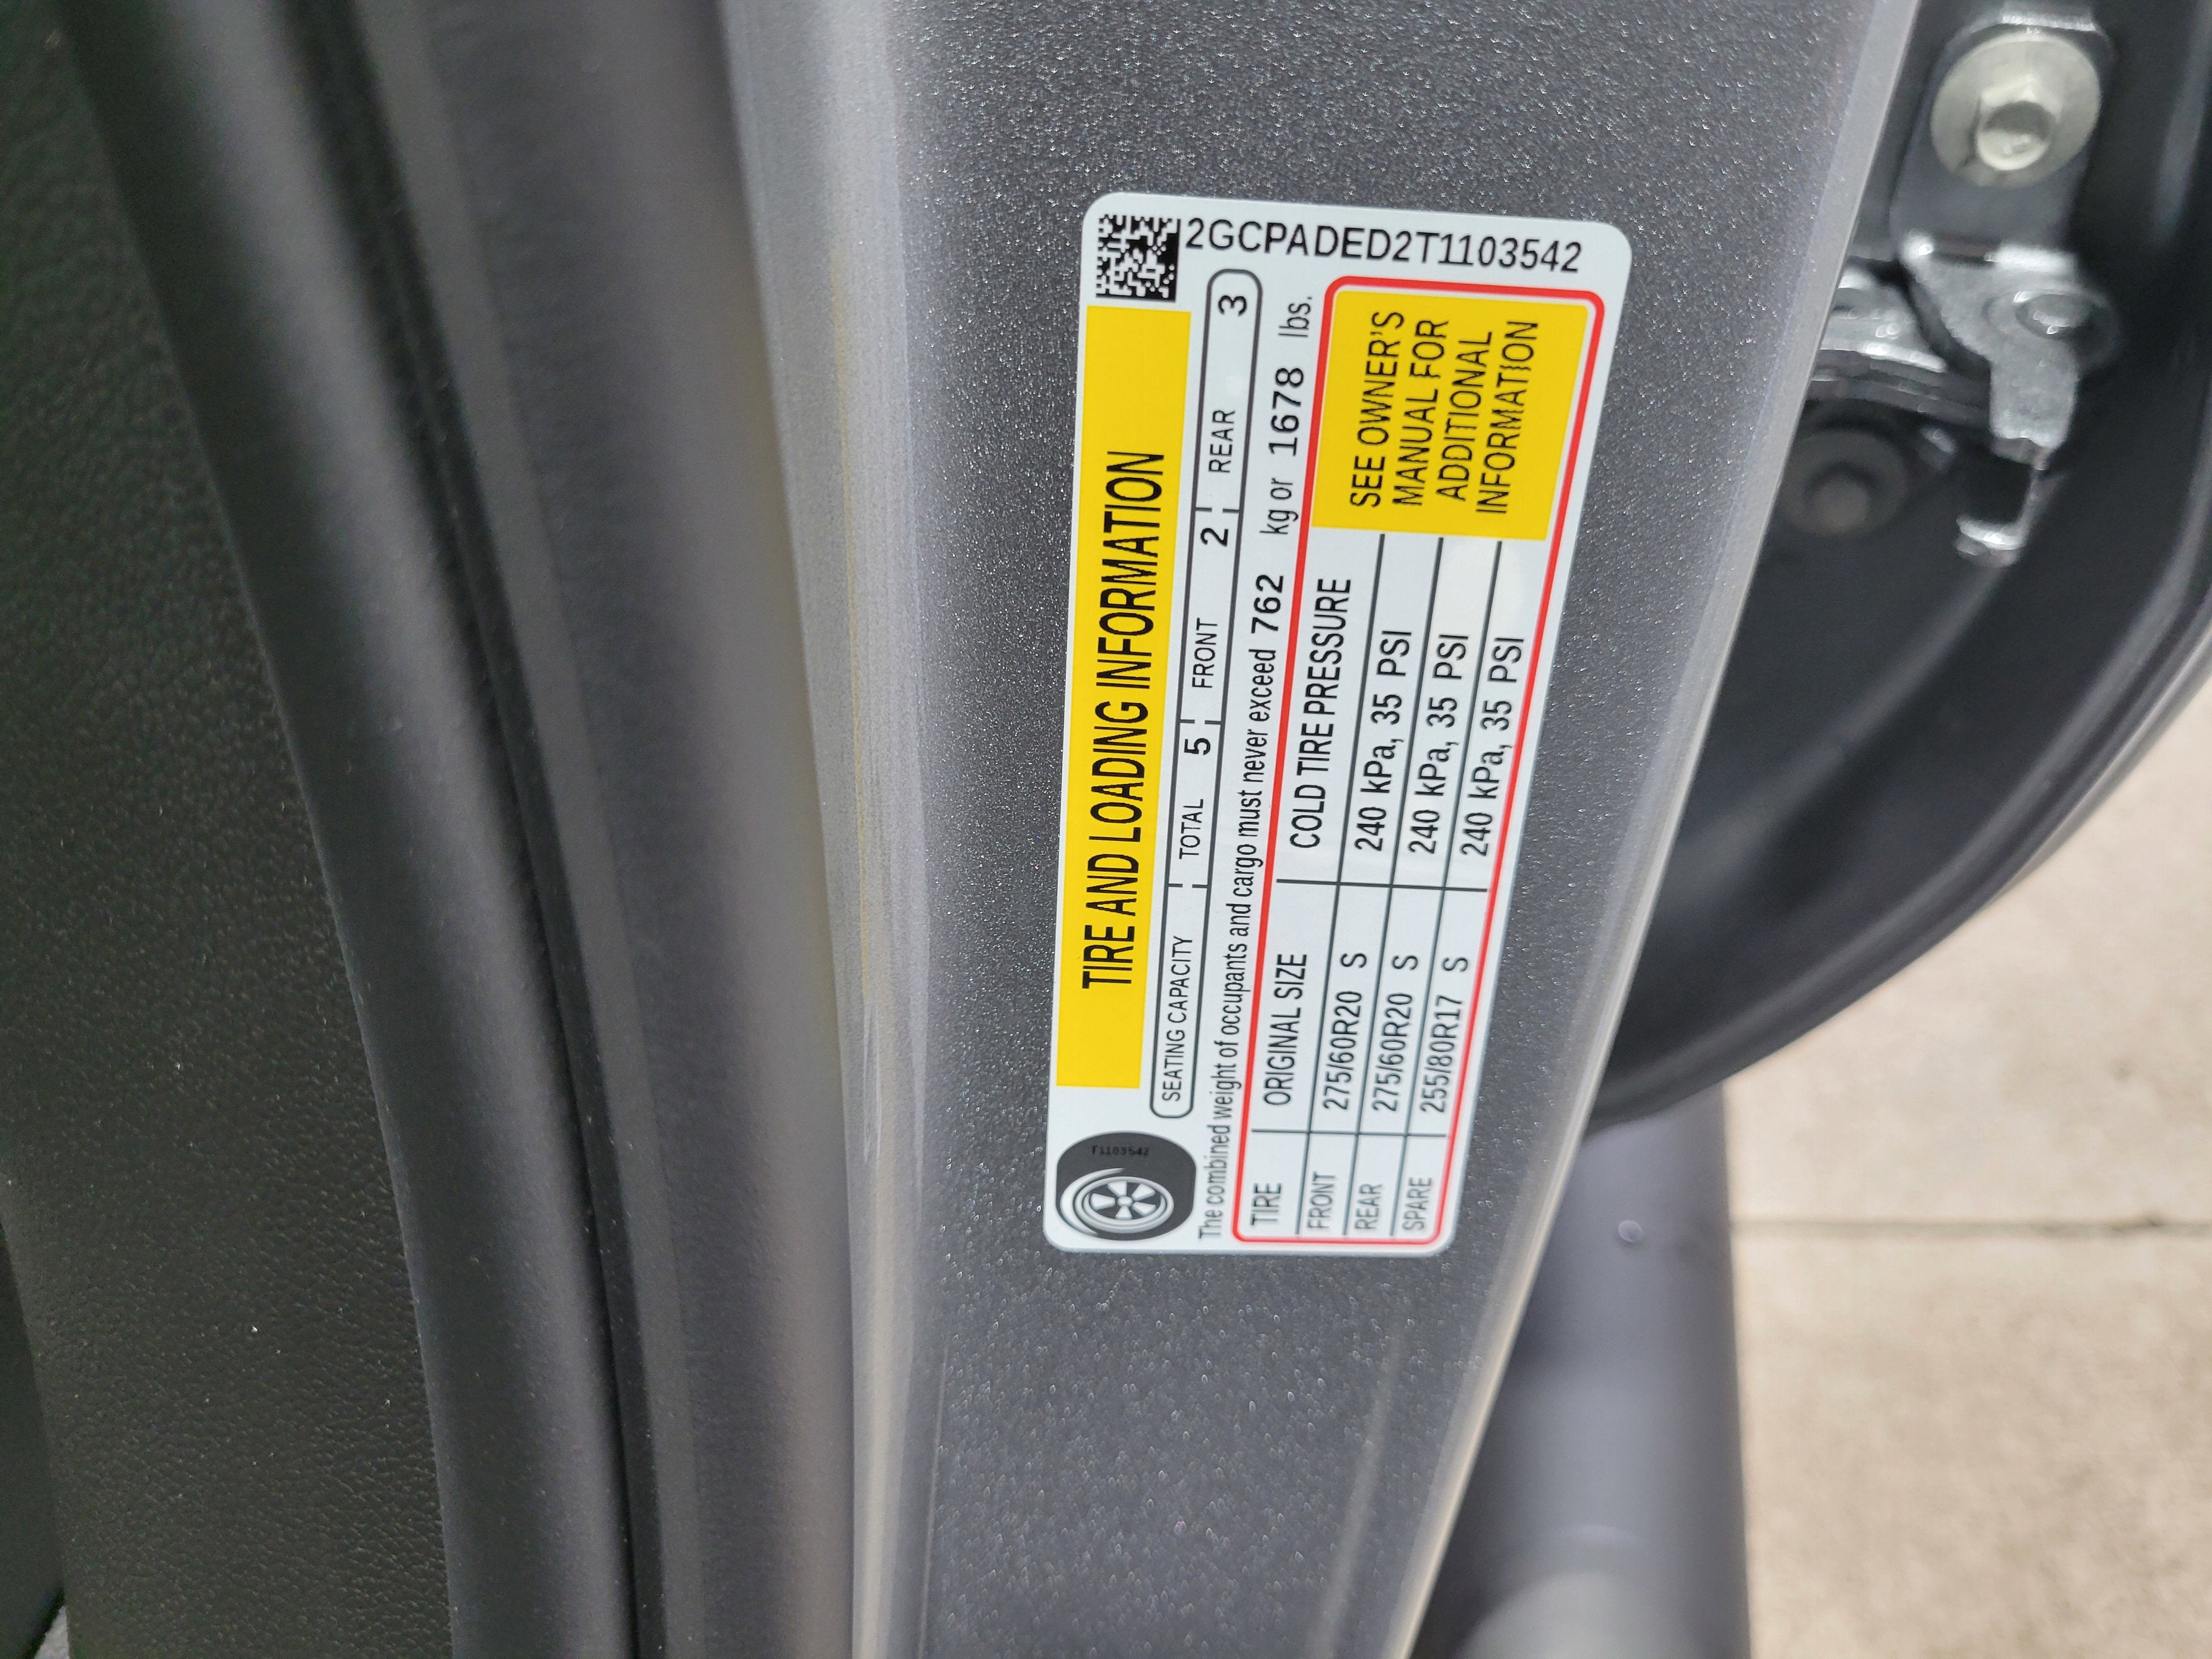 2GCPADED2T1103542
TIRE AND LOADING INFORMATION
SEATING CAPACITY TOTAL 5 FRONT 2 REAR 3
The combined weight of occupants and cargo must never exceed 762 kg or 1678 lbs.
TIRE ORIGINAL SIZE COLD TIRE PRESSURE
FRONT 275/60R20 S 240 kPa, 35 PSI
REAR 275/60R20 S 240 kPa, 35 PSI
SPARE 255/80R17 S 240 kPa, 35 PSI
SEE OWNER'S
MANUAL FOR
ADDITIONAL
INFORMATION
T1103542